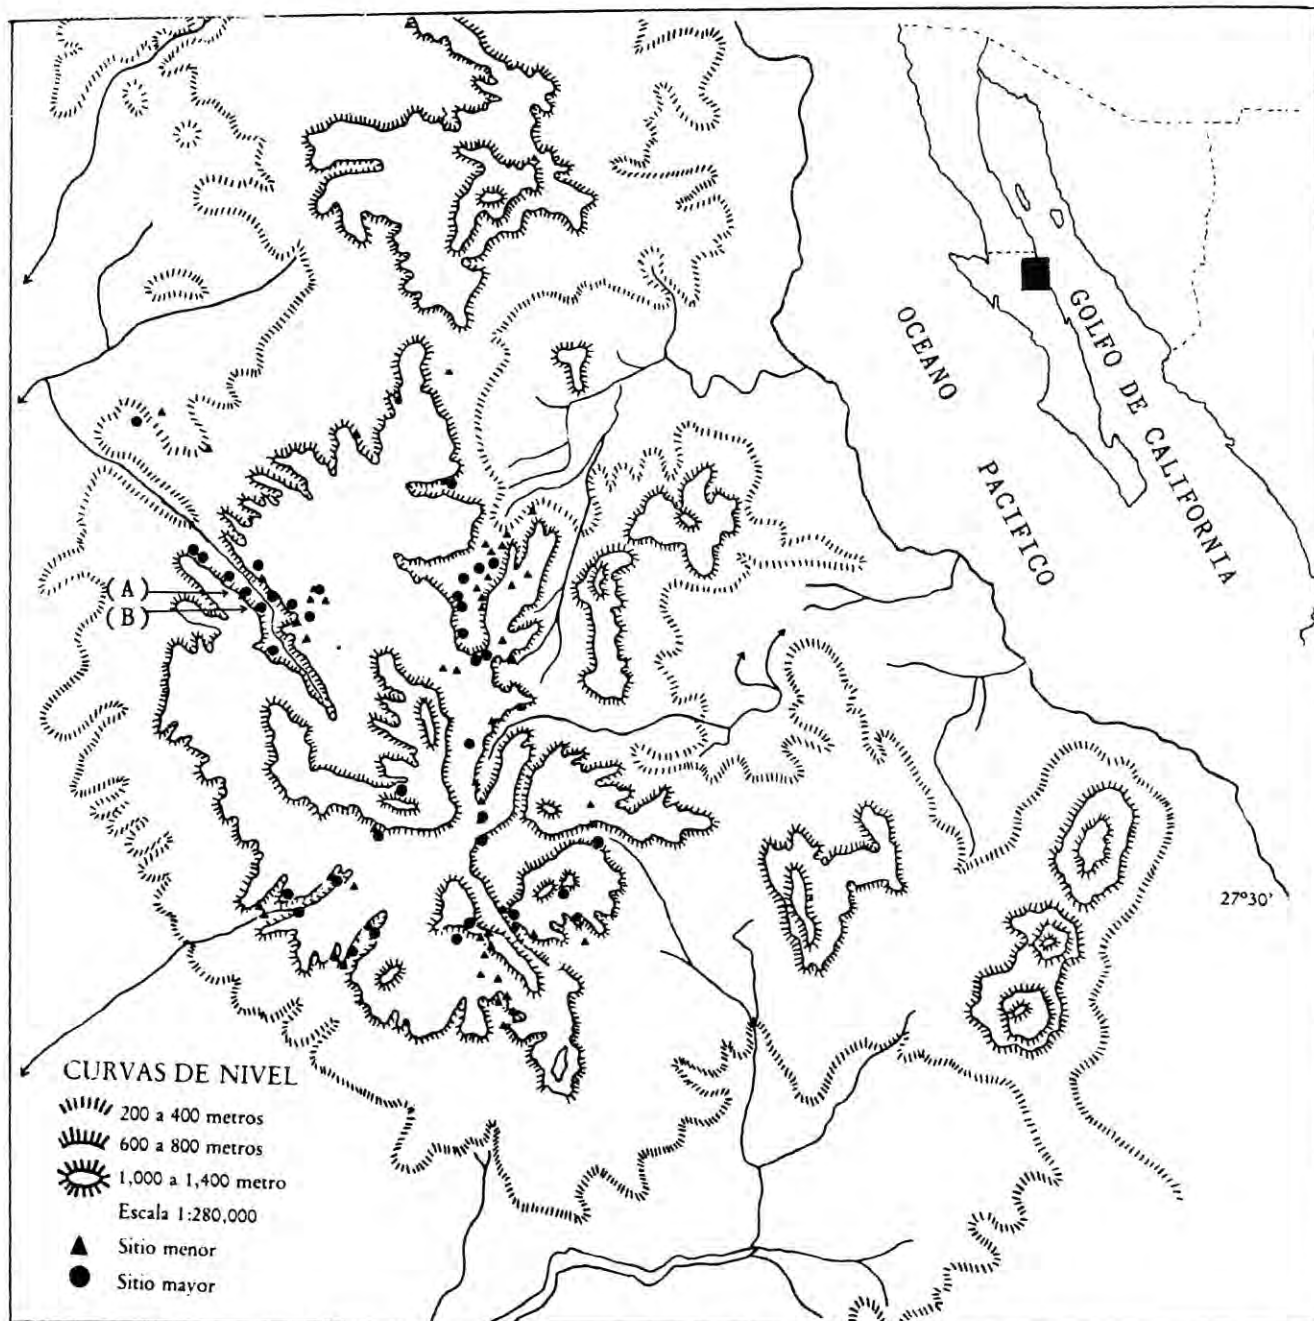 OCEANO
PACIFICO
GOLFO DE CALIFORNIA
(A)
(B)
27°30'
CURVAS DE NIVEL
200 a 400 metros
600 a 800 metros
1,000 a 1,400 metro
Escala 1:280,000
Sitio menor
Sitio mayor